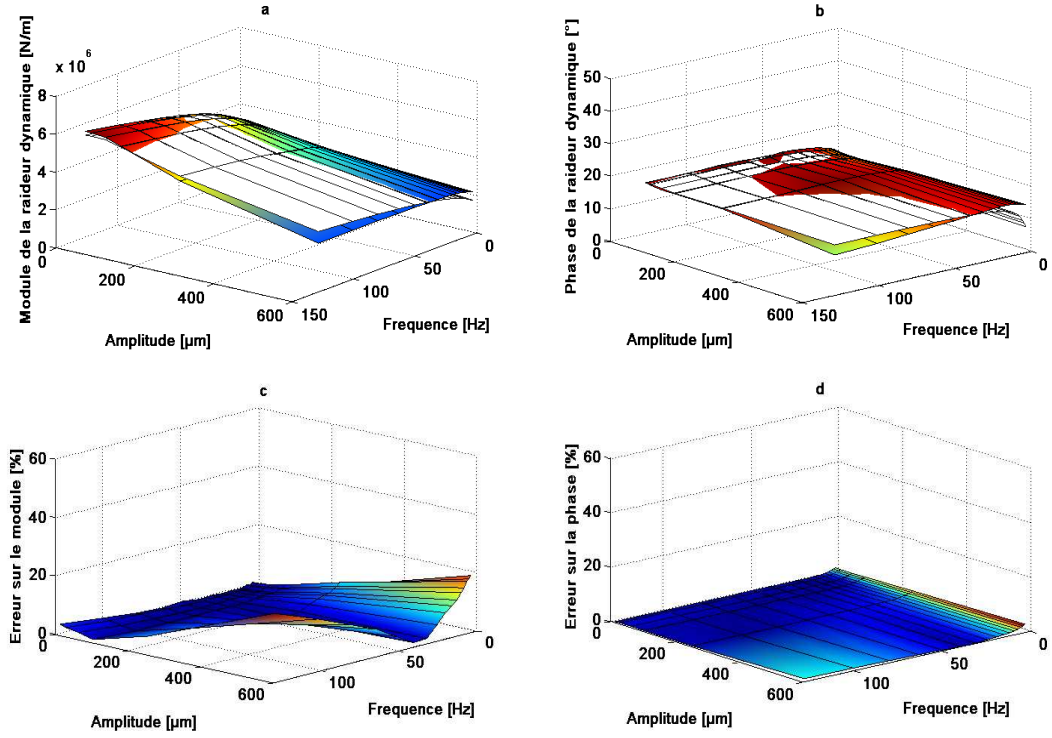 a
Module de la raideur dynamique [N/m]
x 10^6
8
6
4
2
0
0
200
400
600
Amplitude [µm]
150
100
50
0
Frequence [Hz]
b
Phase de la raideur dynamique [°]
50
40
30
20
10
0
0
200
400
600
Amplitude [µm]
150
100
50
0
Frequence [Hz]
c
Erreur sur le module [%]
60
40
20
0
0
200
400
600
Amplitude [µm]
100
50
0
Frequence [Hz]
d
Erreur sur la phase [%]
60
40
20
0
0
200
400
600
Amplitude [µm]
100
50
0
Frequence [Hz]